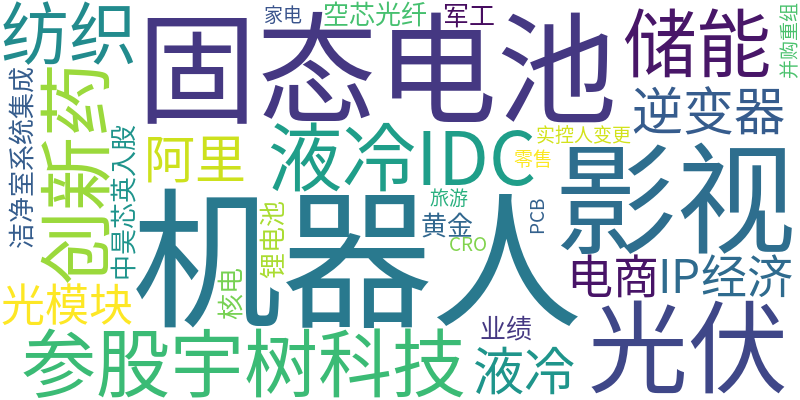 纺织
固态电池
家电
空芯光纤
军工
储能
并购重组
洁净室系统集成
创新药
中昊芯英入股
阿里
液冷IDC
逆变器
实控人变更
零售
影视
机器人
旅游
黄金
CRO
PCB
锂电池
核电
电商
IP经济
光模块
参股宇树科技
业绩
液冷
光伏